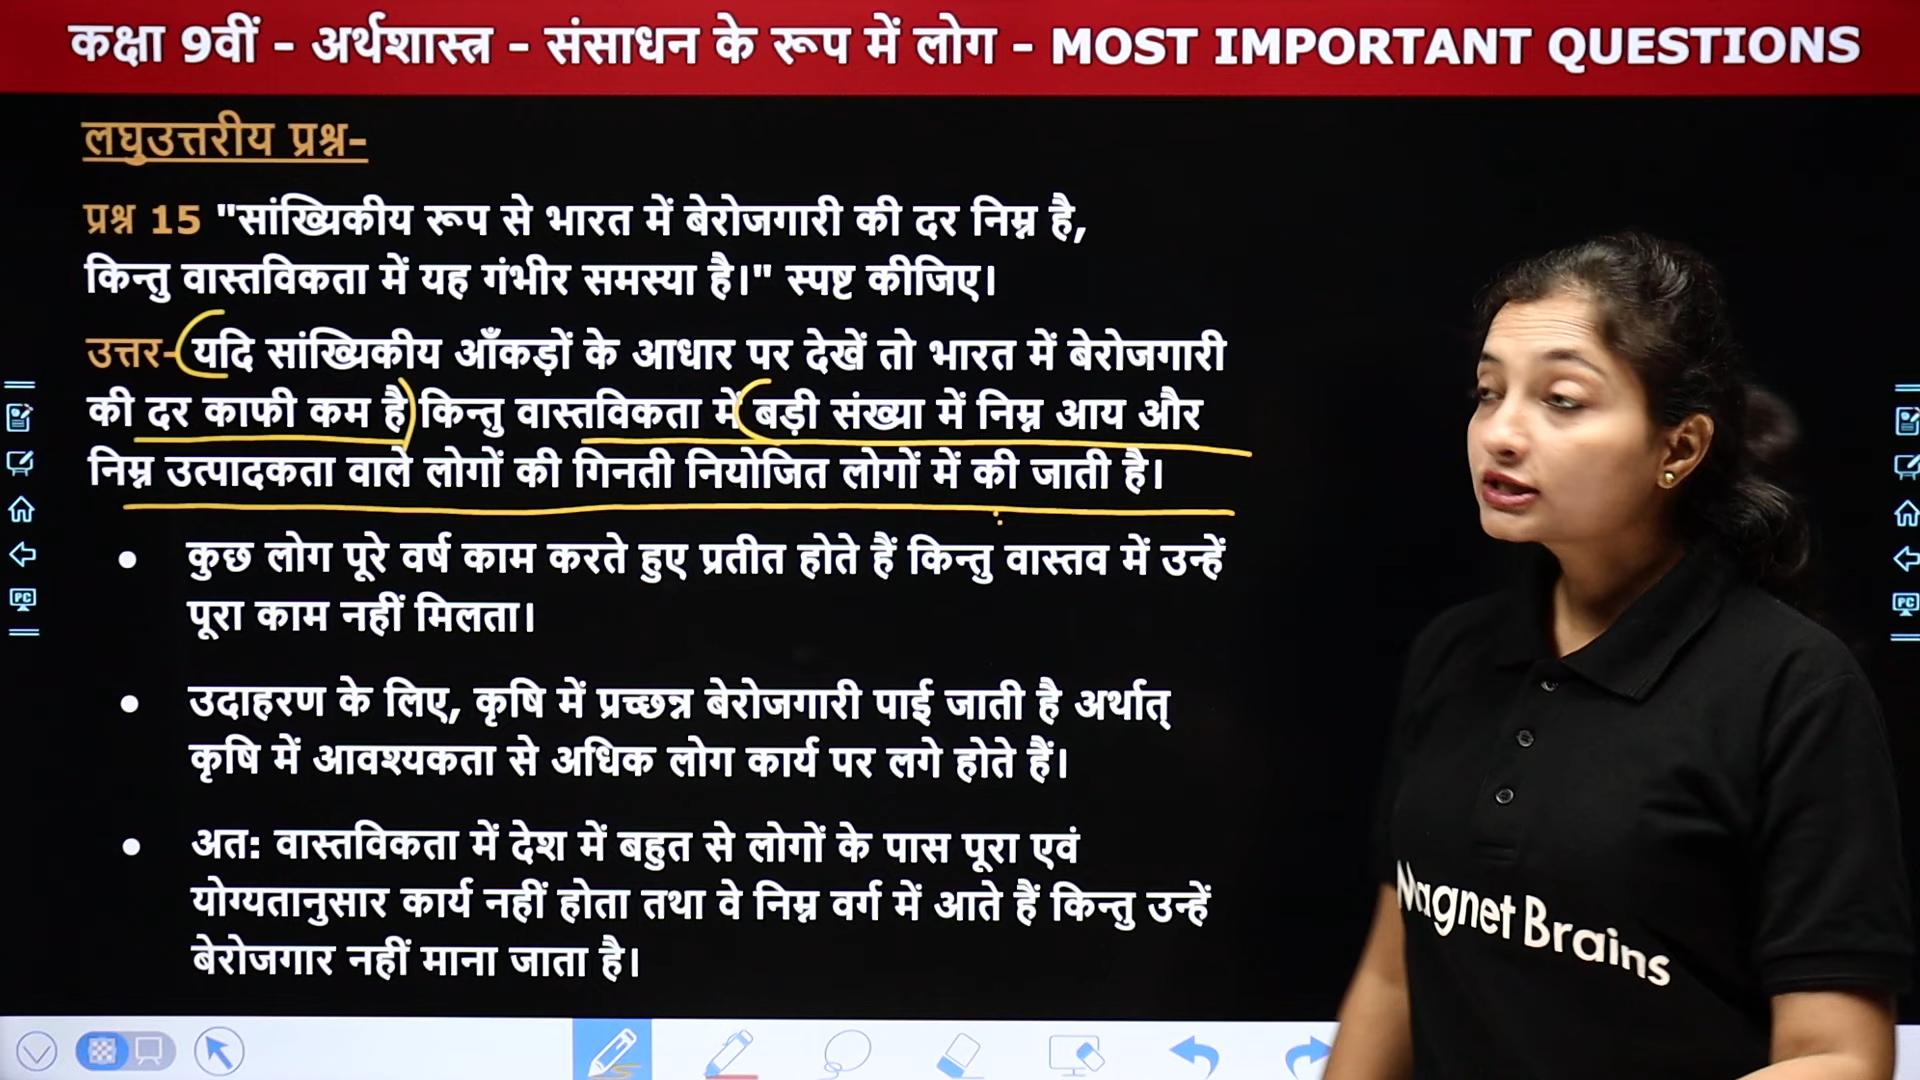 कक्षा 9वीं - अर्थशास्त्र - संसाधन के रूप में लोग - MOST IMPORTANT QUESTIONS
लघुउत्तरीय प्रश्न-
प्रश्न 15 "सांख्यिकीय रूप से भारत में बेरोजगारी की दर निम्न है,
किन्तु वास्तविकता में यह गंभीर समस्या है।" स्पष्ट कीजिए।
उत्तर- यदि सांख्यिकीय आँकड़ों के आधार पर देखें तो भारत में बेरोजगारी
की दर काफी कम है किन्तु वास्तविकता में बड़ी संख्या में निम्न आय और
निम्न उत्पादकता वाले लोगों की गिनती नियोजित लोगों में की जाती है।
• कुछ लोग पूरे वर्ष काम करते हुए प्रतीत होते हैं किन्तु वास्तव में उन्हें
पूरा काम नहीं मिलता।
• उदाहरण के लिए, कृषि में प्रच्छन्न बेरोजगारी पाई जाती है अर्थात्
कृषि में आवश्यकता से अधिक लोग कार्य पर लगे होते हैं।
• अत: वास्तविकता में देश में बहुत से लोगों के पास पूरा एवं
योग्यतानुसार कार्य नहीं होता तथा वे निम्न वर्ग में आते हैं किन्तु उन्हें
बेरोजगार नहीं माना जाता है।
Magnet Brains
PC
PC